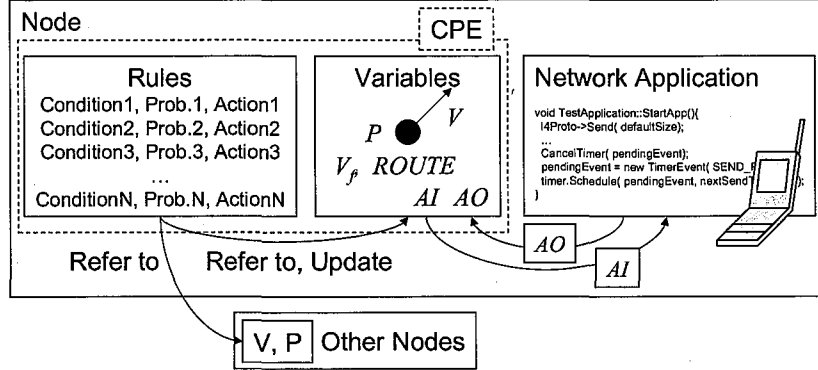 Node
CPE
Rules
Condition1, Prob.1, Action1
Condition2, Prob.2, Action2
Condition3, Prob.3, Action3
...
ConditionN, Prob.N, ActionN
Variables
P
V
Vf, ROUTE
AI AO
Network Application
void TestApplication::StartApp(){
l4Proto->Send( defaultSize);
...
CancelTimer( pendingEvent);
pendingEvent = new TimerEvent(
timer.Schedule( pendingEvent,
}
AO
AI
Refer to
Refer to, Update
V, P
Other Nodes